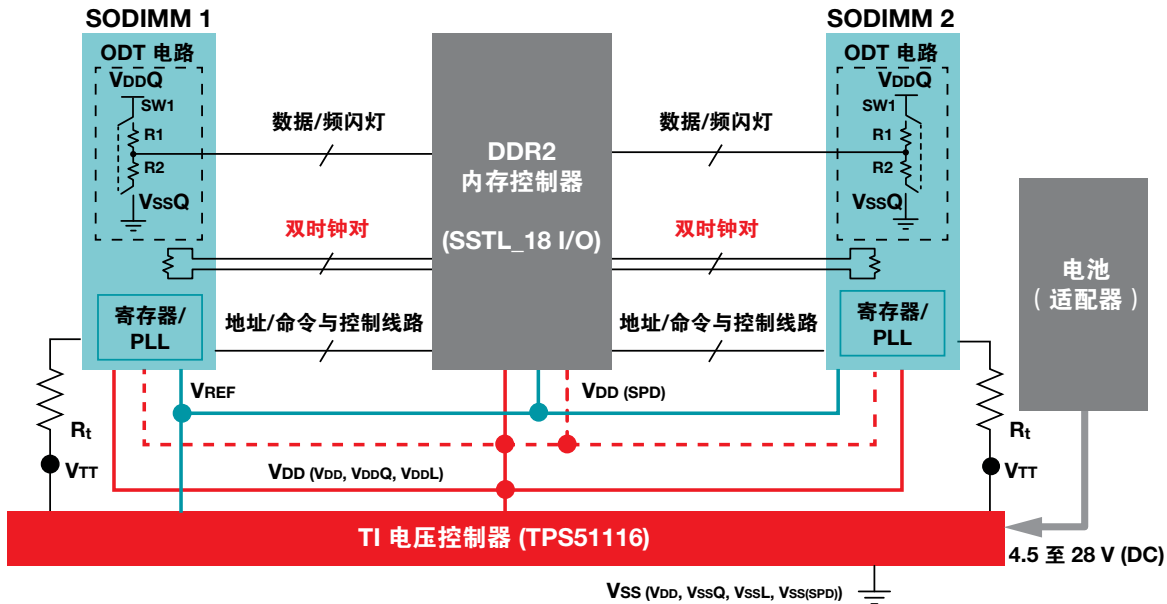 SODIMM 1
SODIMM 2
ODT 电路
VDDQ
SW1
R1
R2
VSSQ
数据/频闪灯
双时钟对
地址/命令与控制线路
寄存器/
PLL
DDR2
内存控制器
(SSTL_18 I/O)
数据/频闪灯
双时钟对
地址/命令与控制线路
ODT 电路
VDDQ
SW1
R1
R2
VSSQ
寄存器/
PLL
电池
(适配器)
VREF
VDD (SPD)
Rt
VTT
VDD (VDD, VDDQ, VDDL)
Rt
VTT
TI 电压控制器 (TPS51116)
4.5 至 28 V (DC)
VSS (VDD, VSSQ, VSSL, VSS(SPD))